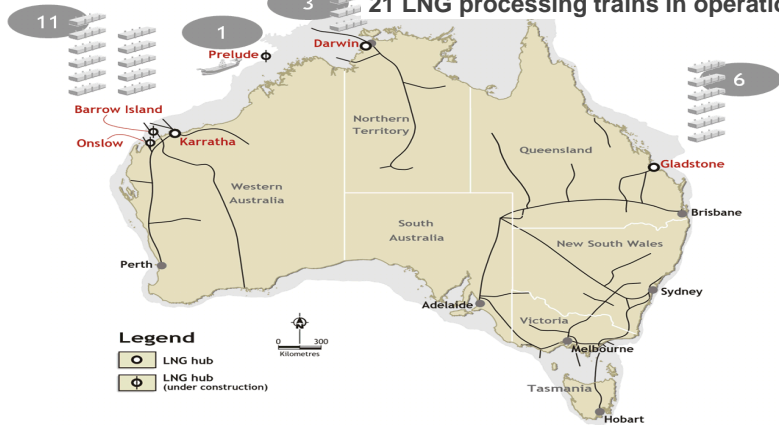 21 LNG processing trains in operatio
3
11
1
6
Darwin
Prelude
Barrow Island
Onslow
Karratha
Northern
Territory
Queensland
Gladstone
Western
Australia
South
Australia
Brisbane
New South Wales
Perth
Adelaide
Sydney
Victoria
Melbourne
Tasmania
Hobart
Legend
LNG hub
LNG hub
(under construction)
N
0 300
Kilometres